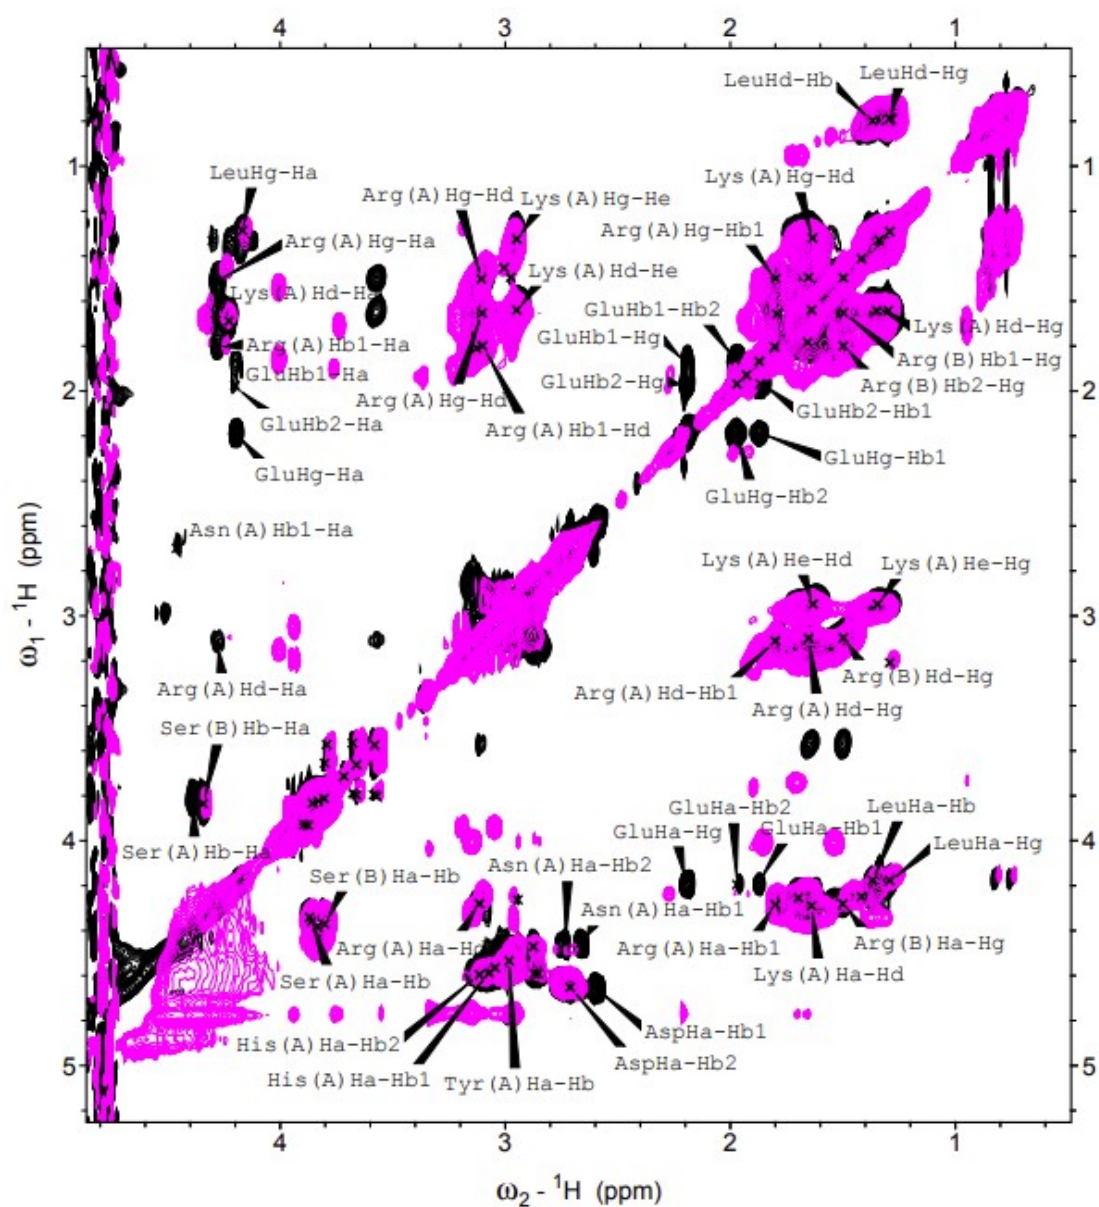 4 3 2 1
LeuHd-Hb
LeuHd-Hg
1
1
LeuHg-Ha
Arg(A)Hg-Hd
Lys(A)Hg-He
Lys(A)Hg-Hd
Arg(A)Hg-Ha
Arg(A)Hg-Hb1
Lys(A)Hd-Ha
Lys(A)Hd-He
GluHb1-Hb2
Lys(A)Hd-Hg
Arg(A)Hb1-Ha
GluHb1-Hg
Arg(B)Hb1-Hg
GluHb1-Ha
GluHb2-Hg
Arg(B)Hb2-Hg
2
2
Arg(A)Hg-Hd
GluHb2-Hb1
GluHb2-Ha
Arg(A)Hb1-Hd
GluHg-Ha
GluHg-Hb1
GluHg-Hb2
Asn(A)Hb1-Ha
Lys(A)He-Hd
Lys(A)He-Hg
ω1 - 1H (ppm)
3
3
Arg(A)Hd-Ha
Arg(A)Hd-Hb1
Arg(B)Hd-Hg
Arg(A)Hd-Hg
Ser(B)Hb-Ha
GluHa-Hb2
LeuHa-Hb
4
4
Ser(A)Hb-Ha
GluHa-Hg
GluHa-Hb1
LeuHa-Hg
Asn(A)Ha-Hb2
Ser(B)Ha-Hb
Asn(A)Ha-Hb1
Arg(A)Ha-Hd
Arg(A)Ha-Hb1
Arg(B)Ha-Hg
Ser(A)Ha-Hb
Lys(A)Ha-Hd
AspHa-Hb1
His(A)Ha-Hb2
AspHa-Hb2
His(A)Ha-Hb1
Tyr(A)Ha-Hb
5
5
4 3 2 1
ω2 - 1H (ppm)